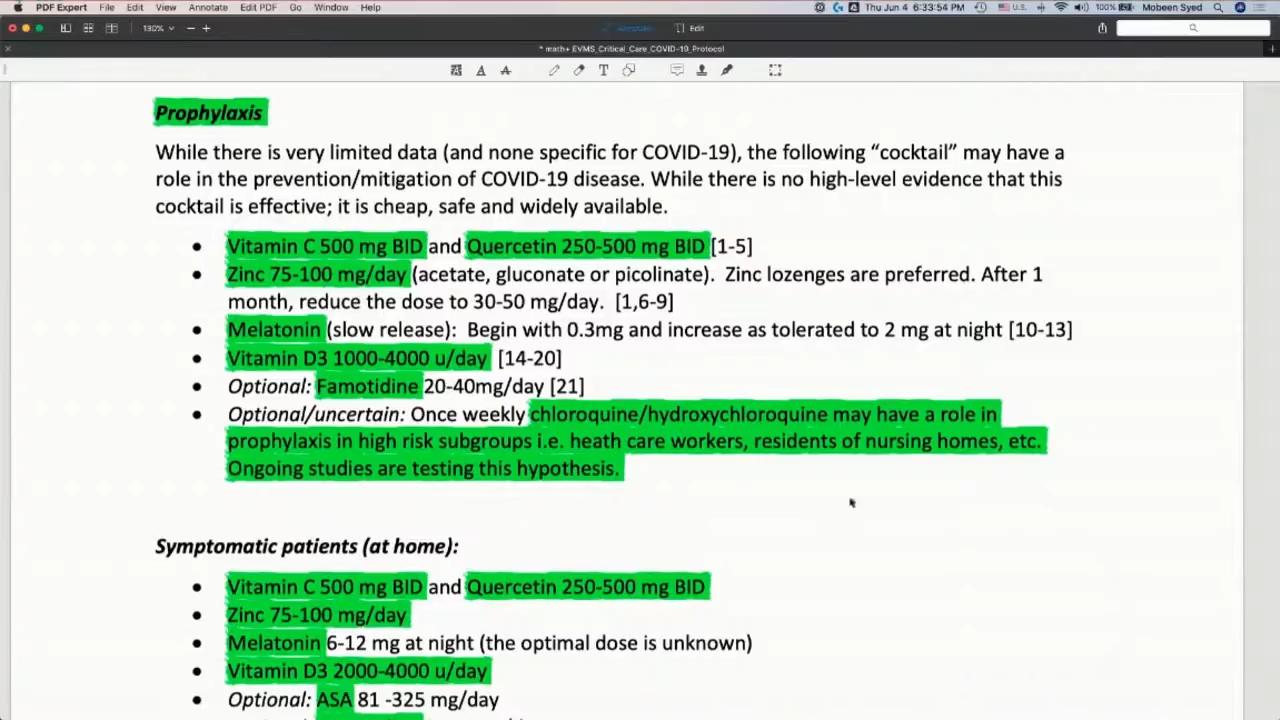 PDF Expert File Edit View Annotate Edit PDF Go Window Help Thu Jun 4 6:33:54 PM U.S. 100% Mobeen Syed
130% Annotate Edit
* math+ EVMS_Critical_Care_COVID-19_Protocol
Prophylaxis
While there is very limited data (and none specific for COVID-19), the following “cocktail” may have a
role in the prevention/mitigation of COVID-19 disease. While there is no high-level evidence that this
cocktail is effective; it is cheap, safe and widely available.
• Vitamin C 500 mg BID and Quercetin 250-500 mg BID [1-5]
• Zinc 75-100 mg/day (acetate, gluconate or picolinate). Zinc lozenges are preferred. After 1
month, reduce the dose to 30-50 mg/day. [1,6-9]
• Melatonin (slow release): Begin with 0.3mg and increase as tolerated to 2 mg at night [10-13]
• Vitamin D3 1000-4000 u/day [14-20]
• Optional: Famotidine 20-40mg/day [21]
• Optional/uncertain: Once weekly chloroquine/hydroxychloroquine may have a role in
prophylaxis in high risk subgroups i.e. heath care workers, residents of nursing homes, etc.
Ongoing studies are testing this hypothesis.
Symptomatic patients (at home):
• Vitamin C 500 mg BID and Quercetin 250-500 mg BID
• Zinc 75-100 mg/day
• Melatonin 6-12 mg at night (the optimal dose is unknown)
• Vitamin D3 2000-4000 u/day
• Optional: ASA 81 -325 mg/day